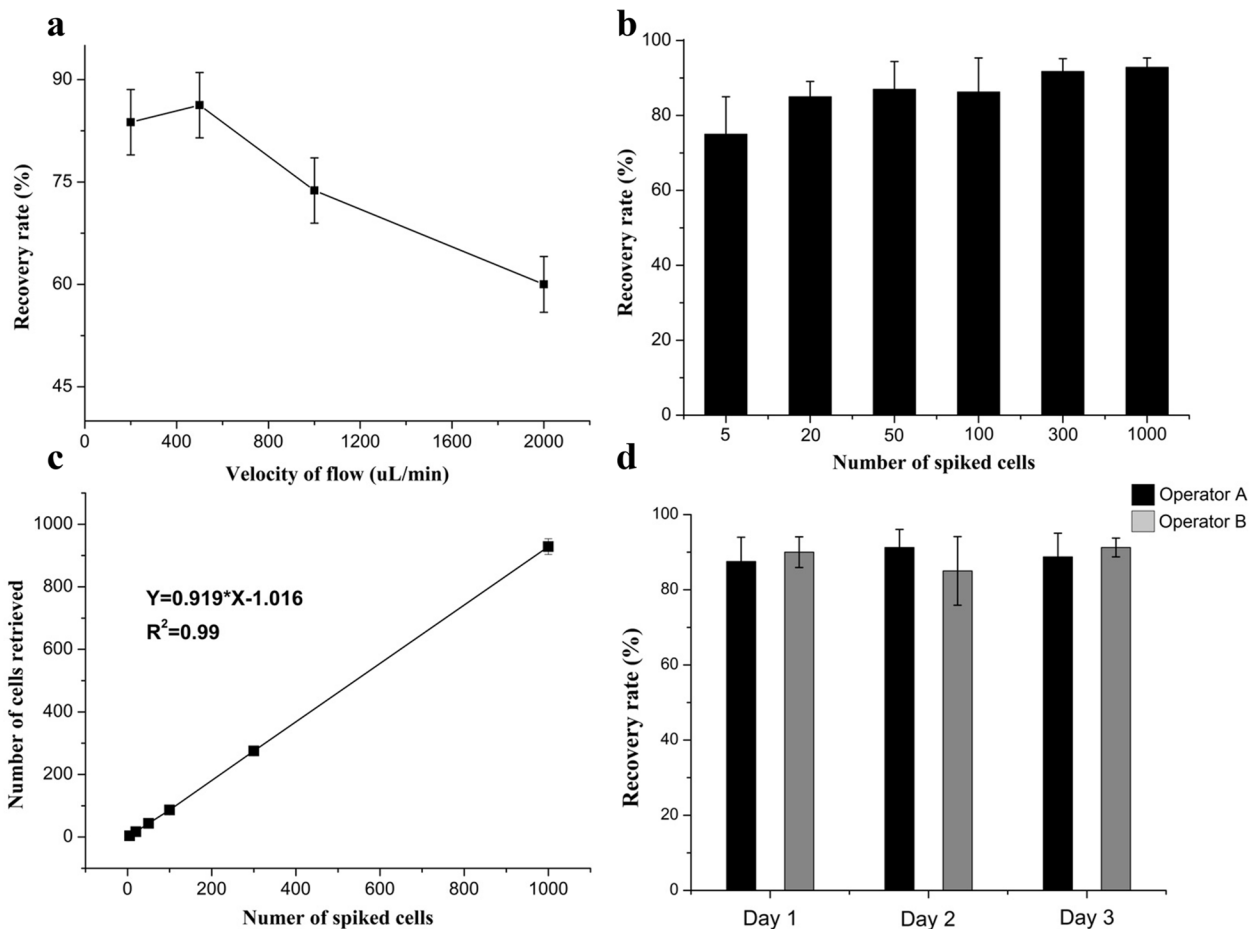 a
90
75
60
45
0
400
800
1200
1600
2000
Recovery rate (%)
Velocity of flow (uL/min)
b
100
80
60
40
20
0
5
20
50
100
300
1000
Recovery rate (%)
Number of spiked cells
c
1000
800
600
400
200
0
Y=0.919*X-1.016
R²=0.99
0
200
400
600
800
1000
Number of cells retrieved
Numer of spiked cells
d
Operator A
Operator B
100
80
60
40
20
0
Recovery rate (%)
Day 1
Day 2
Day 3